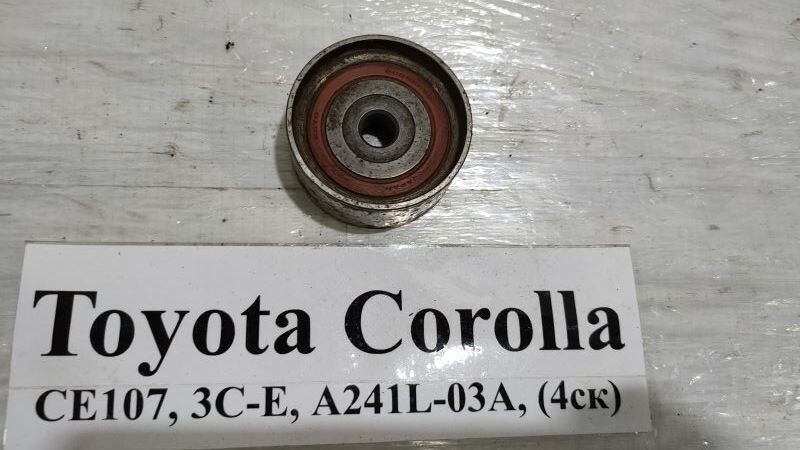 Toyota Corolla
CE107, 3C-E, A241L-03A, (4ск)